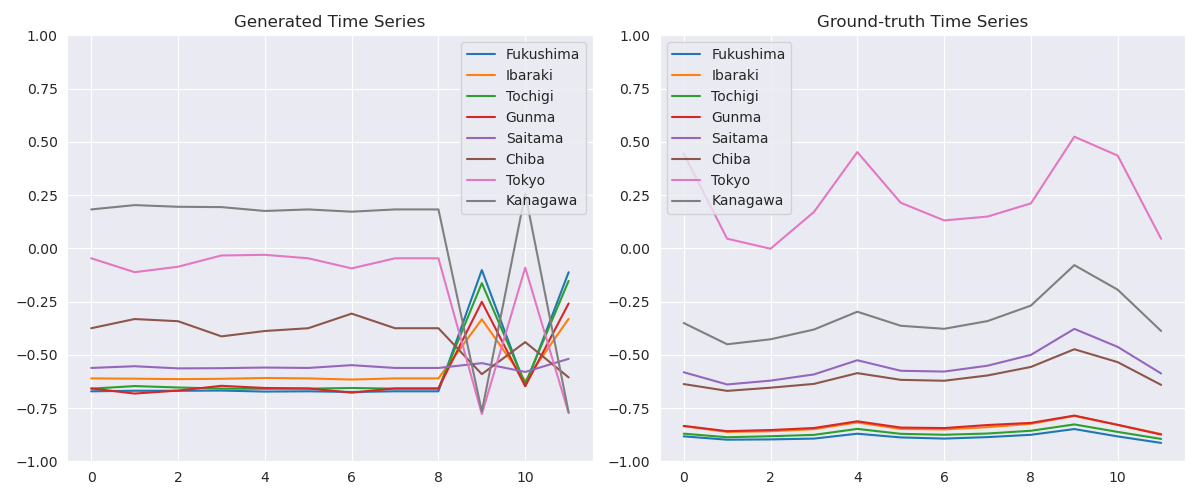 Generated Time Series
1.00
0.75
0.50
0.25
0.00
−0.25
−0.50
−0.75
−1.00
0
2
4
6
8
10
Fukushima
Ibaraki
Tochigi
Gunma
Saitama
Chiba
Tokyo
Kanagawa
Ground-truth Time Series
1.00
0.75
0.50
0.25
0.00
−0.25
−0.50
−0.75
−1.00
0
2
4
6
8
10
Fukushima
Ibaraki
Tochigi
Gunma
Saitama
Chiba
Tokyo
Kanagawa